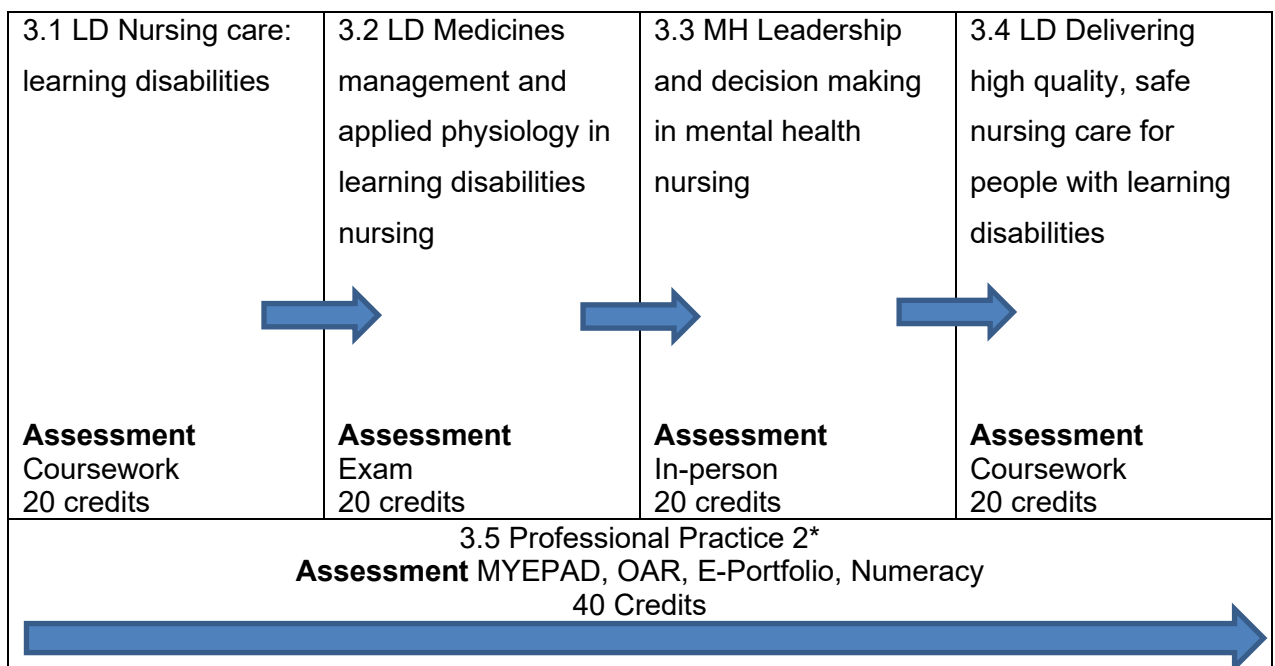 3.1 LD Nursing care:
learning disabilities
Assessment
Coursework
20 credits
3.2 LD Medicines
management and
applied physiology in
learning disabilities
nursing
Assessment
Exam
20 credits
3.3 MH Leadership
and decision making
in mental health
nursing
Assessment
In-person
20 credits
3.4 LD Delivering
high quality, safe
nursing care for
people with learning
disabilities
Assessment
Coursework
20 credits
3.5 Professional Practice 2*
Assessment MYEPAD, OAR, E-Portfolio, Numeracy
40 Credits